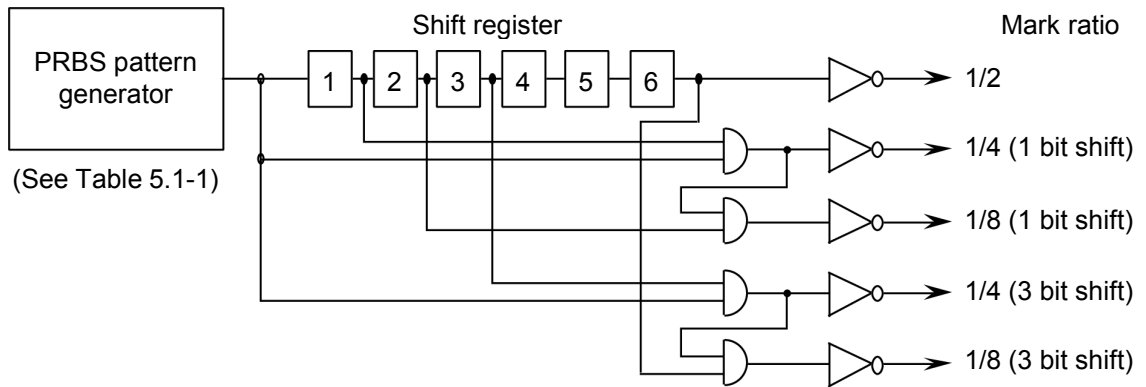 Shift register
Mark ratio
PRBS pattern
generator
1 2 3 4 5 6
1/2
1/4 (1 bit shift)
(See Table 5.1-1)
1/8 (1 bit shift)
1/4 (3 bit shift)
1/8 (3 bit shift)